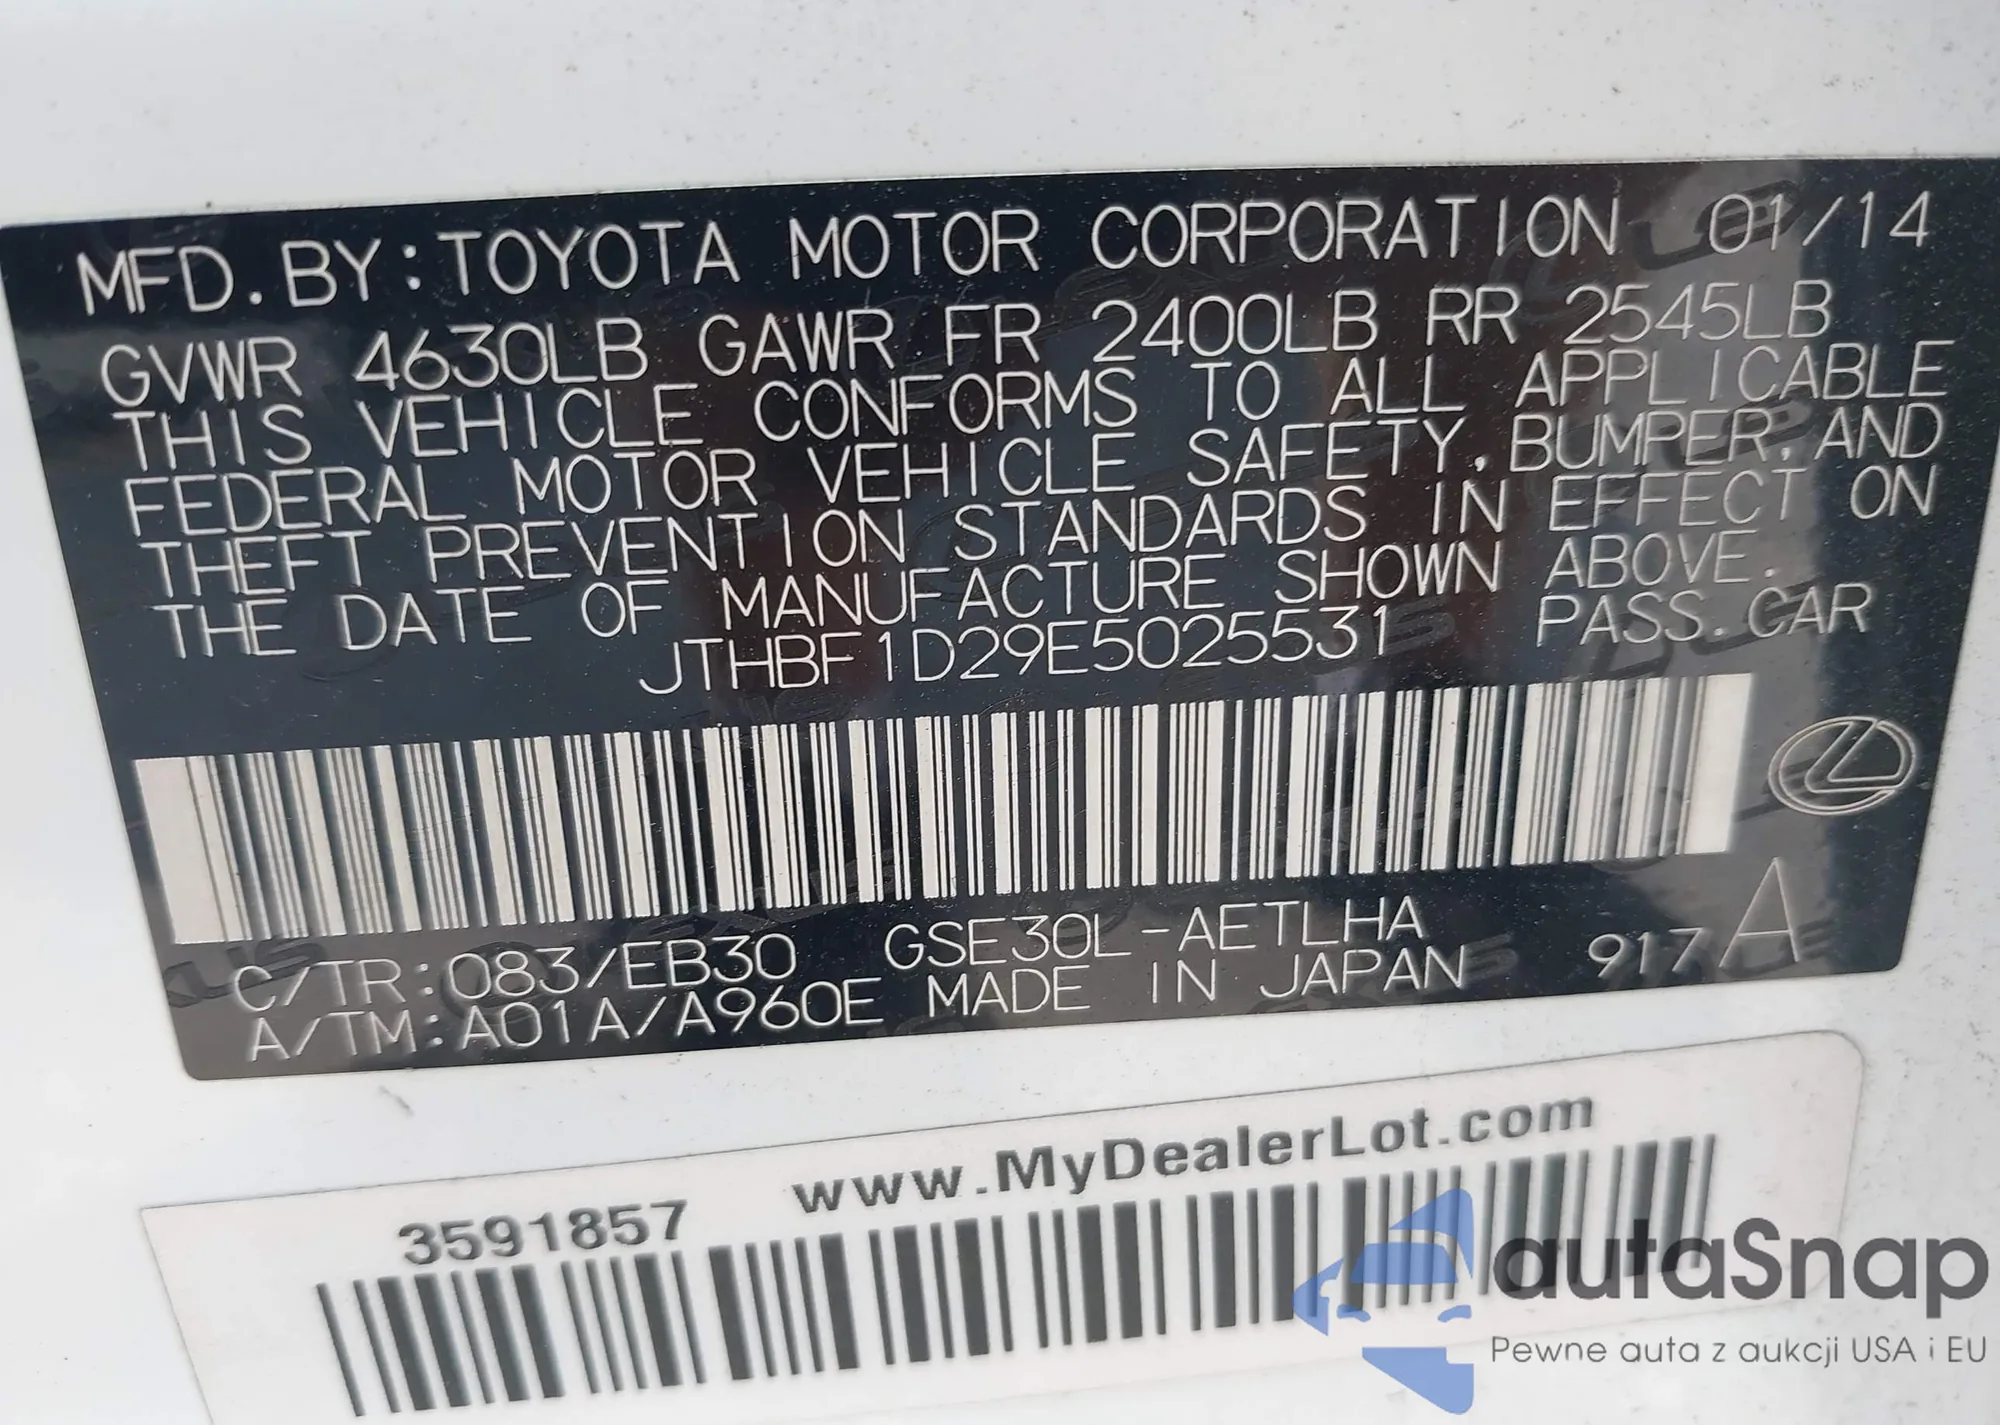 MFD. BY: TOYOTA MOTOR CORPORATION 01/14
GVWR 4630LB GAWR FR 2400LB RR 2545LB
THIS VEHICLE CONFORMS TO ALL APPLICABLE
FEDERAL MOTOR VEHICLE SAFETY, BUMPER, AND
THEFT PREVENTION STANDARDS IN EFFECT ON
THE DATE OF MANUFACTURE SHOWN ABOVE.
JTHBF1D29E5025531 PASS. CAR
C/TR: 083/EB30 GSE30L-AETLHA 917 A
A/TM: A01A/A960E MADE IN JAPAN
3591857 www.MyDealerLot.com
autaSnap
Pewne auta z aukcji USA i EU